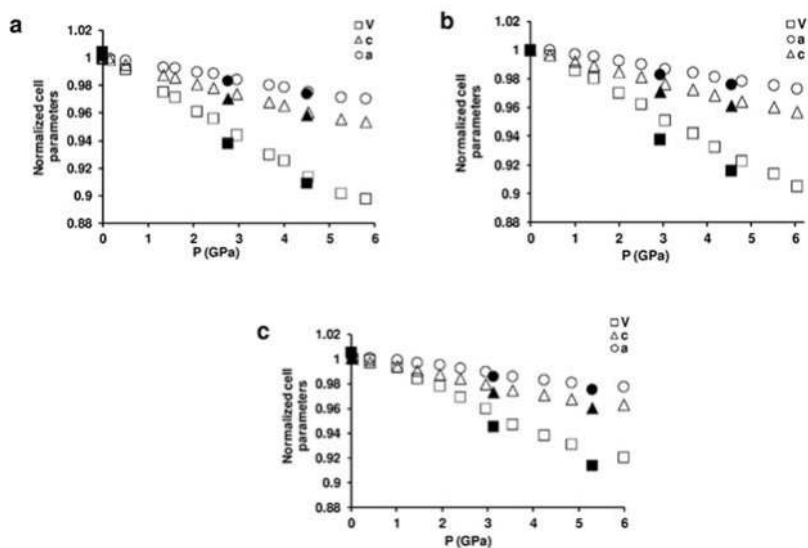 a
V
c
a
1.02
1
0.98
0.96
0.94
0.92
0.9
0.88
Normalized cell
parameters
0 1 2 3 4 5 6
P (GPa)
b
V
a
c
1.02
1
0.98
0.96
0.94
0.92
0.9
0.88
Normalized cell
parameters
0 1 2 3 4 5 6
P (GPa)
c
V
c
a
1.02
1
0.98
0.96
0.94
0.92
0.9
0.88
Normalized cell
parameters
0 1 2 3 4 5 6
P (GPa)